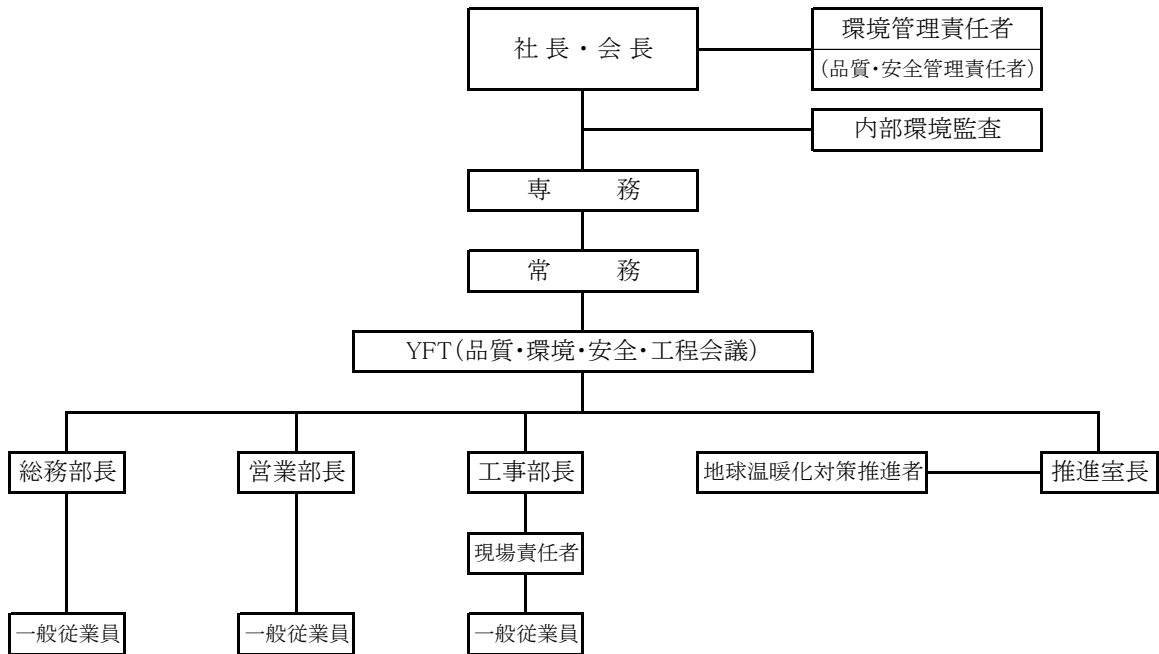 社長・会長
環境管理責任者
(品質・安全管理責任者)
内部環境監査
専 務
常 務
YFT(品質・環境・安全・工程会議)
総務部長
営業部長
工事部長
地球温暖化対策推進者
推進室長
現場責任者
一般従業員
一般従業員
一般従業員